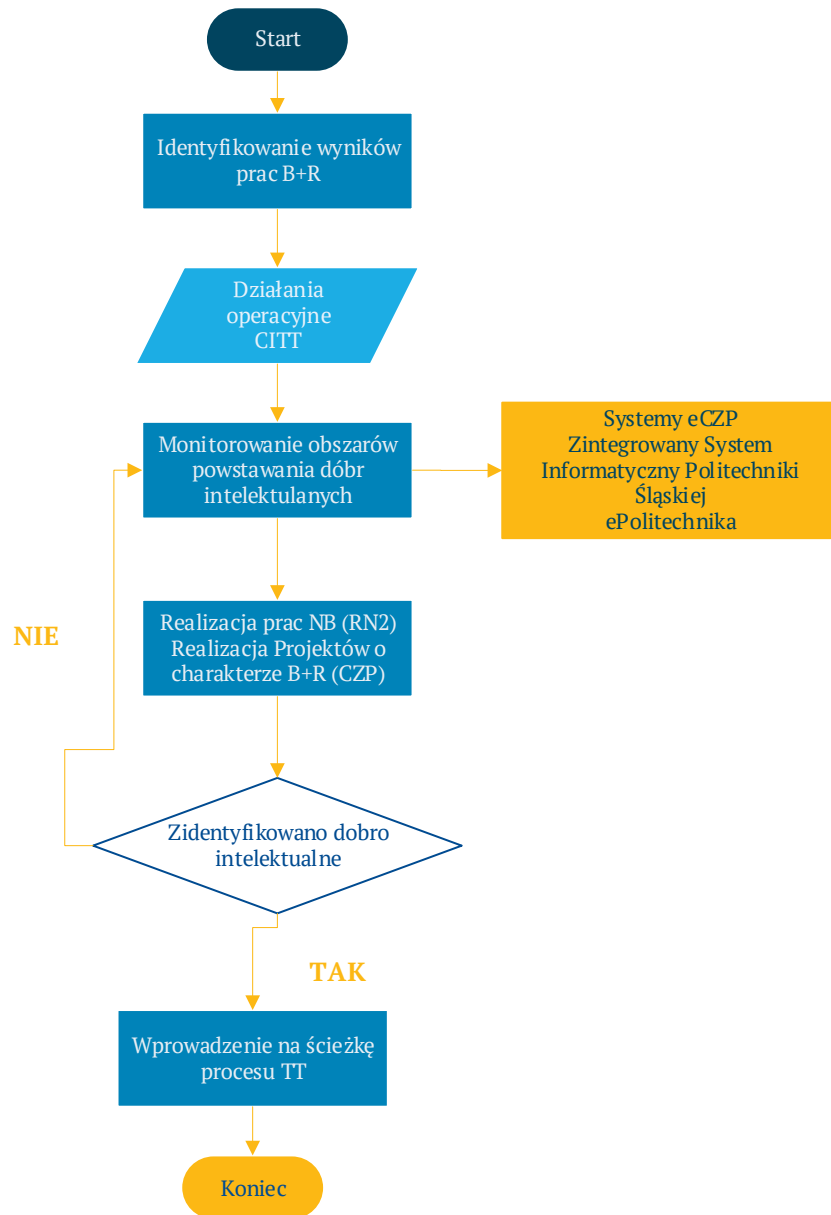 Start
Identyfikowanie wyników
prac B+R
Działania
operacyjne
CITT
Monitorowanie obszarów
powstawania dóbr
intelektulanych
Systemy eCZP
Zintegrowany System
Informatyczny Politechniki
Śląskiej
ePolitechnika
Realizacja prac NB (RN2)
Realizacja Projektów o
charakterze B+R (CZP)
NIE
Zidentyfikowano dobro
intelektualne
TAK
Wprowadzenie na ścieżkę
procesu TT
Koniec